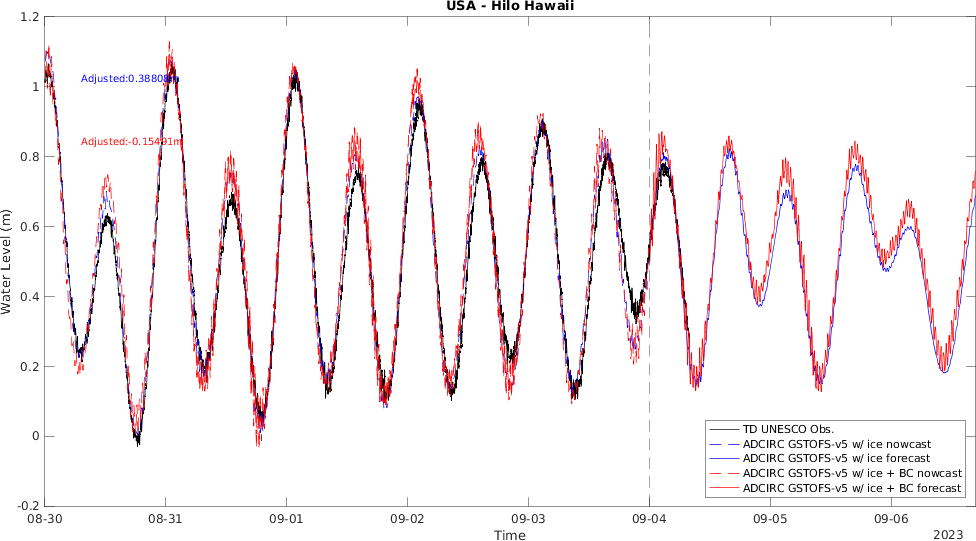 USA - Hilo Hawaii
1.2
1
0.8
0.6
0.4
0.2
0
-0.2
Water Level (m)
Adjusted:0.38808m
Adjusted:-0.15491m
TD UNESCO Obs.
ADCIRC GSTOFS-v5 w/ ice nowcast
ADCIRC GSTOFS-v5 w/ ice forecast
ADCIRC GSTOFS-v5 w/ ice + BC nowcast
ADCIRC GSTOFS-v5 w/ ice + BC forecast
08-30 08-31 09-01 09-02 09-03 09-04 09-05 09-06
Time
2023